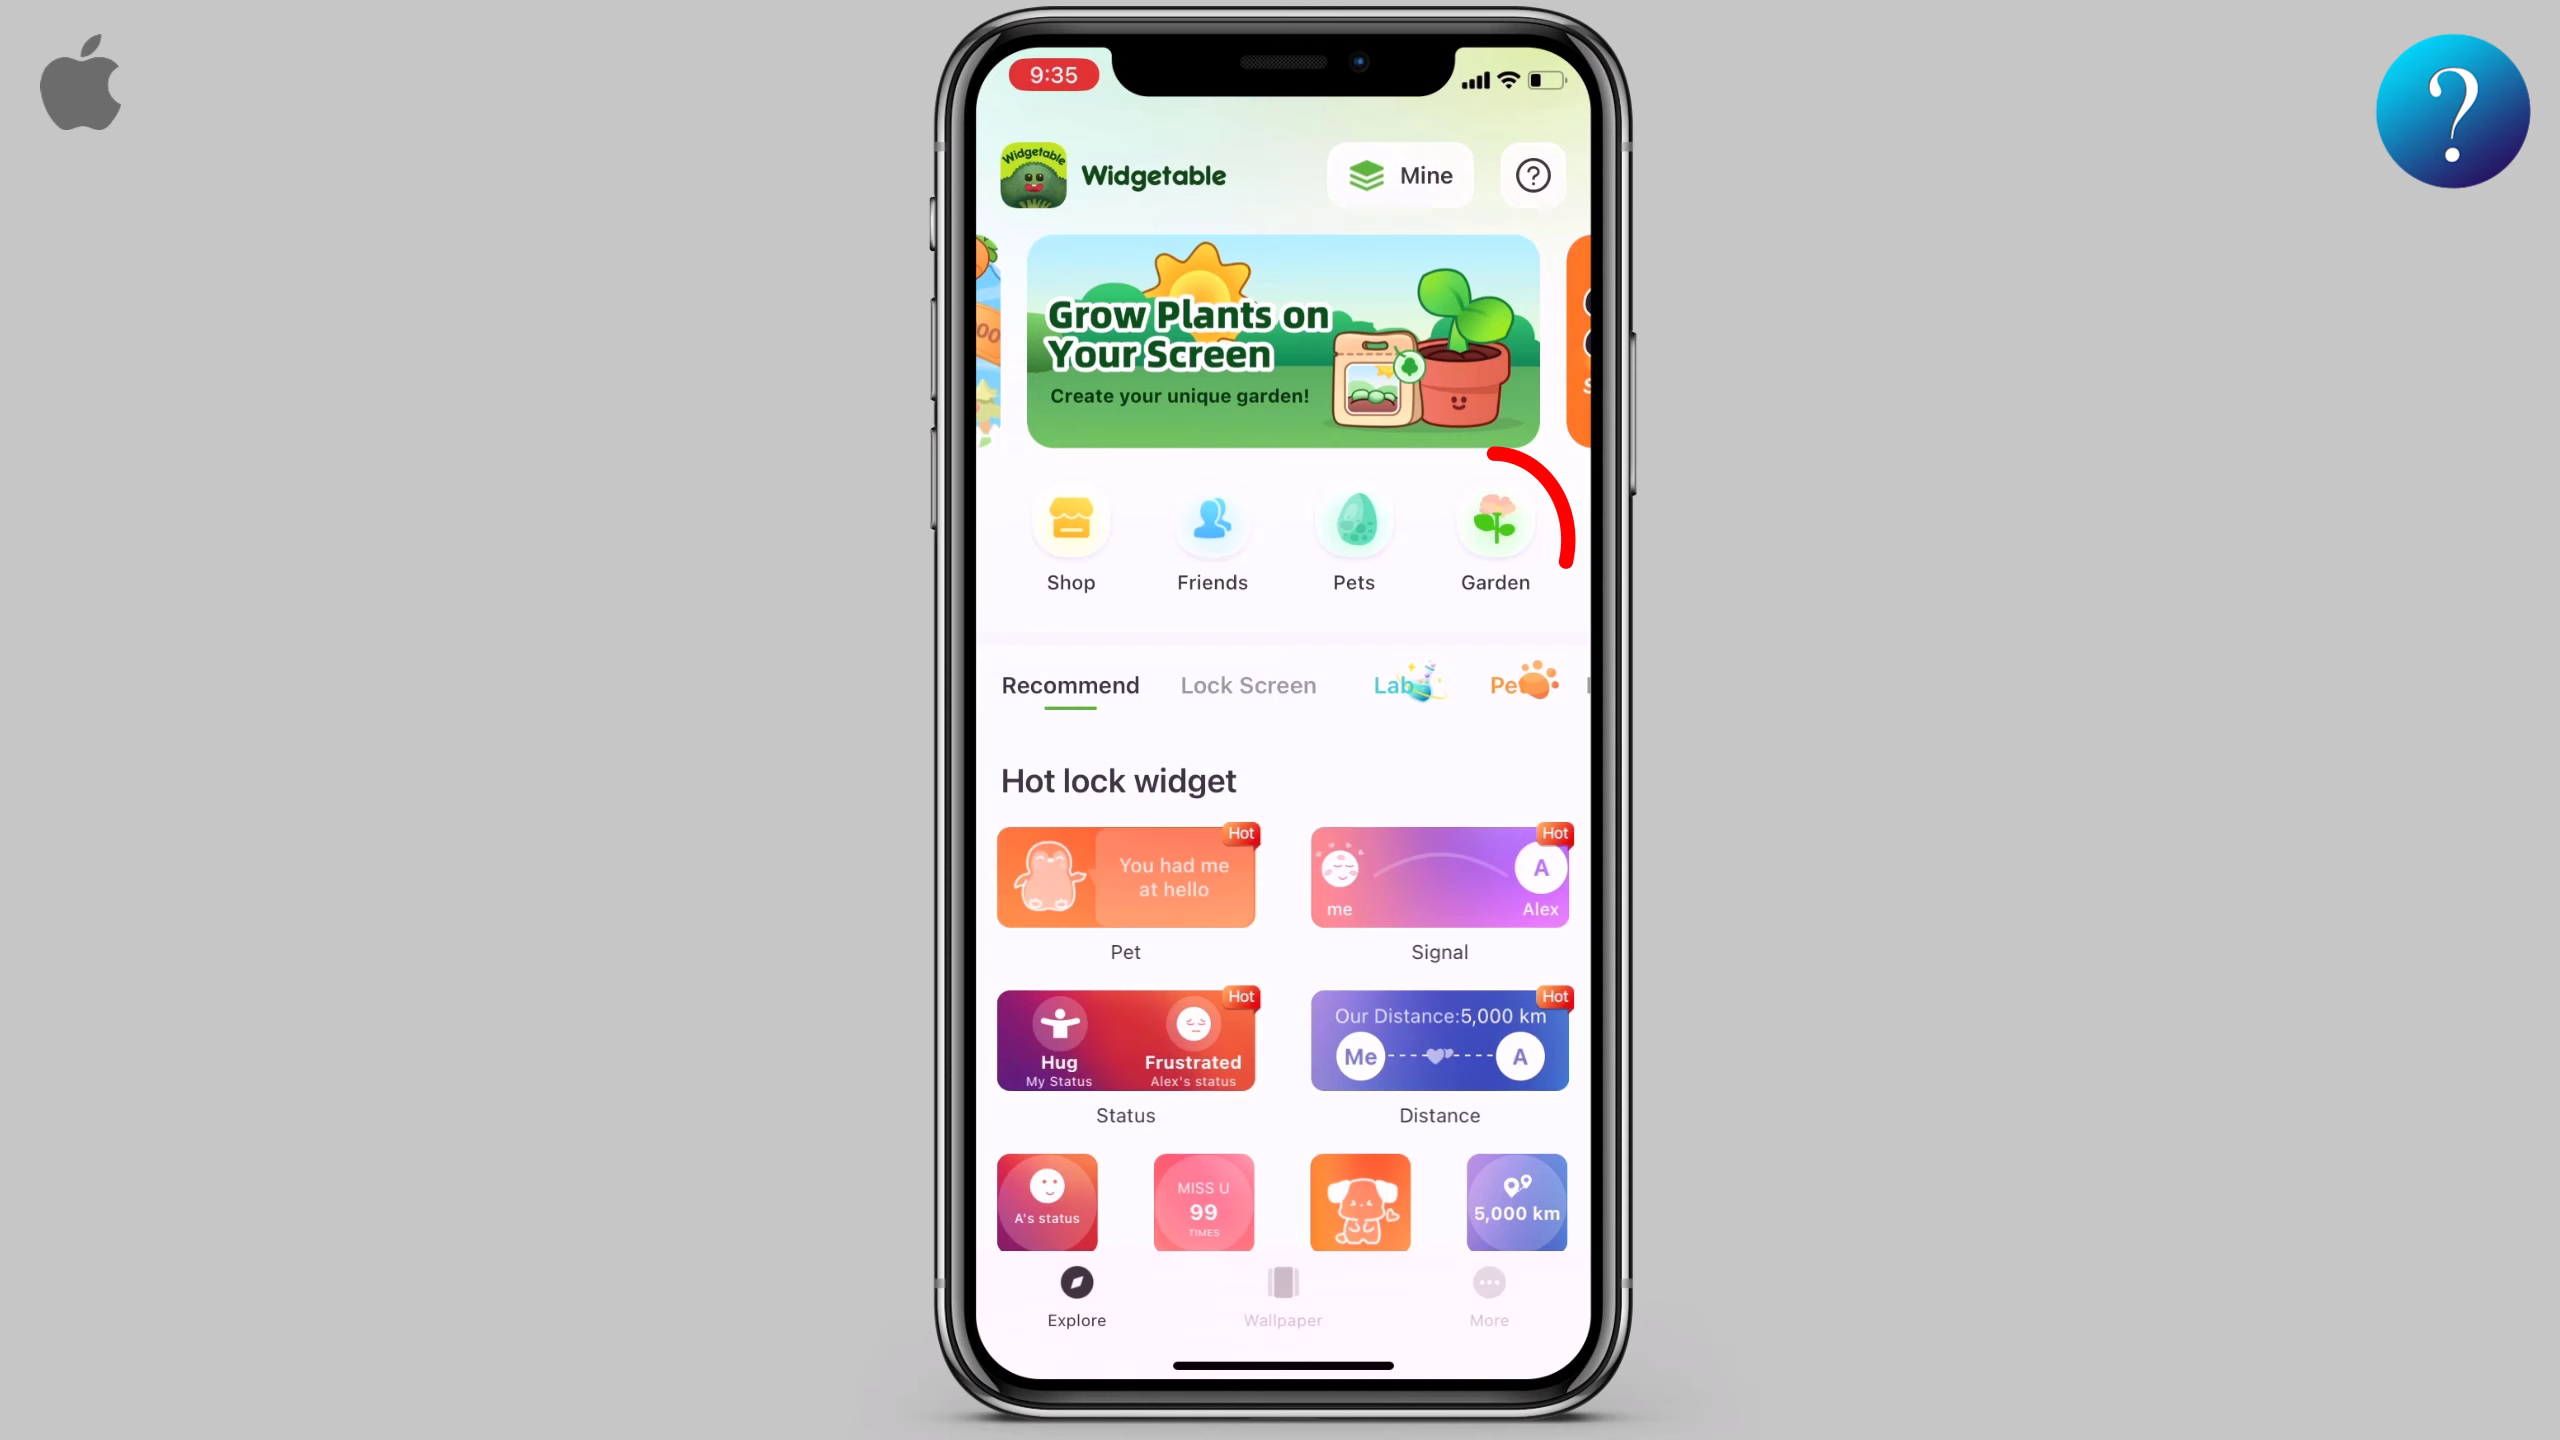 9:35
Widgetable
Widgetable
Mine
?
?
Grow Plants on
Your Screen
Create your unique garden!
Shop
Friends
Pets
Garden
Recommend
Lock Screen
Lab
Hot lock widget
Hot
You had me
at hello
Pet
Hot
A
me
Alex
Signal
Hot
Hug
My Status
Frustrated
Alex's status
Status
Hot
Our Distance:5,000 km
Me
A
Distance
A's status
MISS U
99
TIMES
5,000 km
Explore
Wallpaper
More